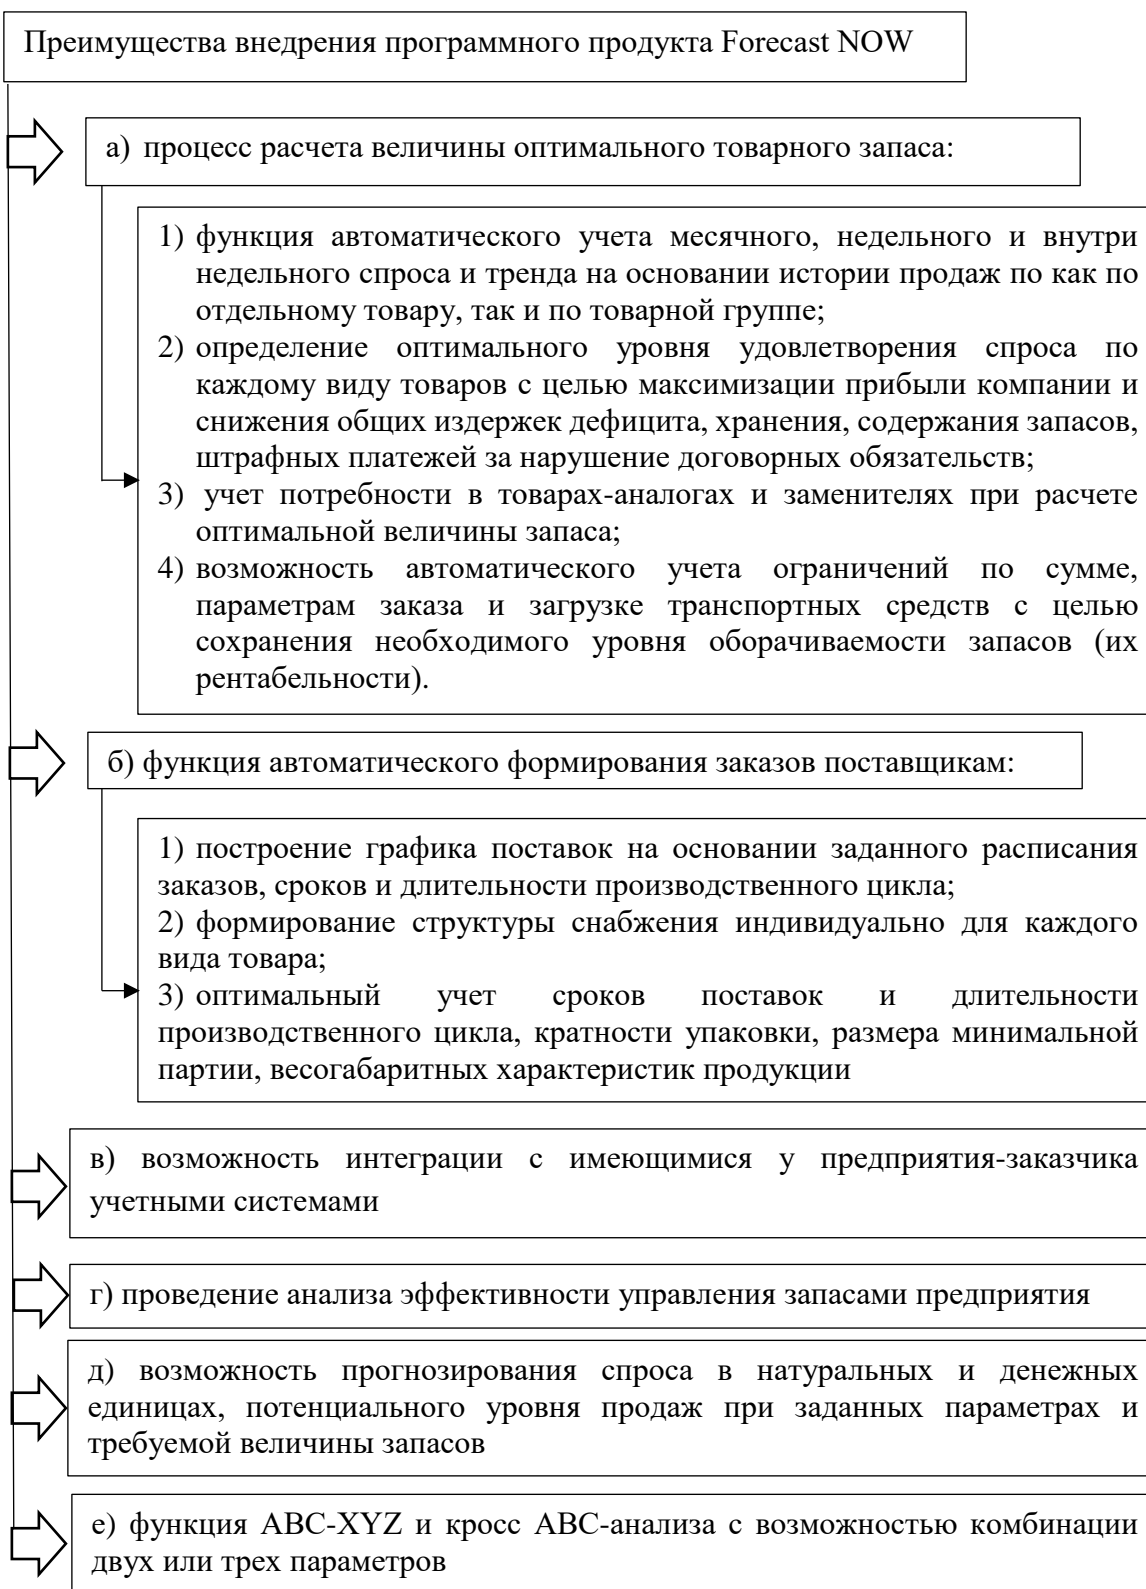 Преимущества внедрения программного продукта Forecast NOW
а) процесс расчета величины оптимального товарного запаса:
1) функция автоматического учета месячного, недельного и внутри
недельного спроса и тренда на основании истории продаж по как по
отдельному товару, так и по товарной группе;
2) определение оптимального уровня удовлетворения спроса по
каждому виду товаров с целью максимизации прибыли компании и
снижения общих издержек дефицита, хранения, содержания запасов,
штрафных платежей за нарушение договорных обязательств;
3) учет потребности в товарах-аналогах и заменителях при расчете
оптимальной величины запаса;
4) возможность автоматического учета ограничений по сумме,
параметрам заказа и загрузке транспортных средств с целью
сохранения необходимого уровня оборачиваемости запасов (их
рентабельности).
б) функция автоматического формирования заказов поставщикам:
1) построение графика поставок на основании заданного расписания
заказов, сроков и длительности производственного цикла;
2) формирование структуры снабжения индивидуально для каждого
вида товара;
3) оптимальный учет сроков поставок и длительности
производственного цикла, кратности упаковки, размера минимальной
партии, весогабаритных характеристик продукции
в) возможность интеграции с имеющимися у предприятия-заказчика
учетными системами
г) проведение анализа эффективности управления запасами предприятия
д) возможность прогнозирования спроса в натуральных и денежных
единицах, потенциального уровня продаж при заданных параметрах и
требуемой величины запасов
е) функция ABC-XYZ и кросс ABC-анализа с возможностью комбинации
двух или трех параметров